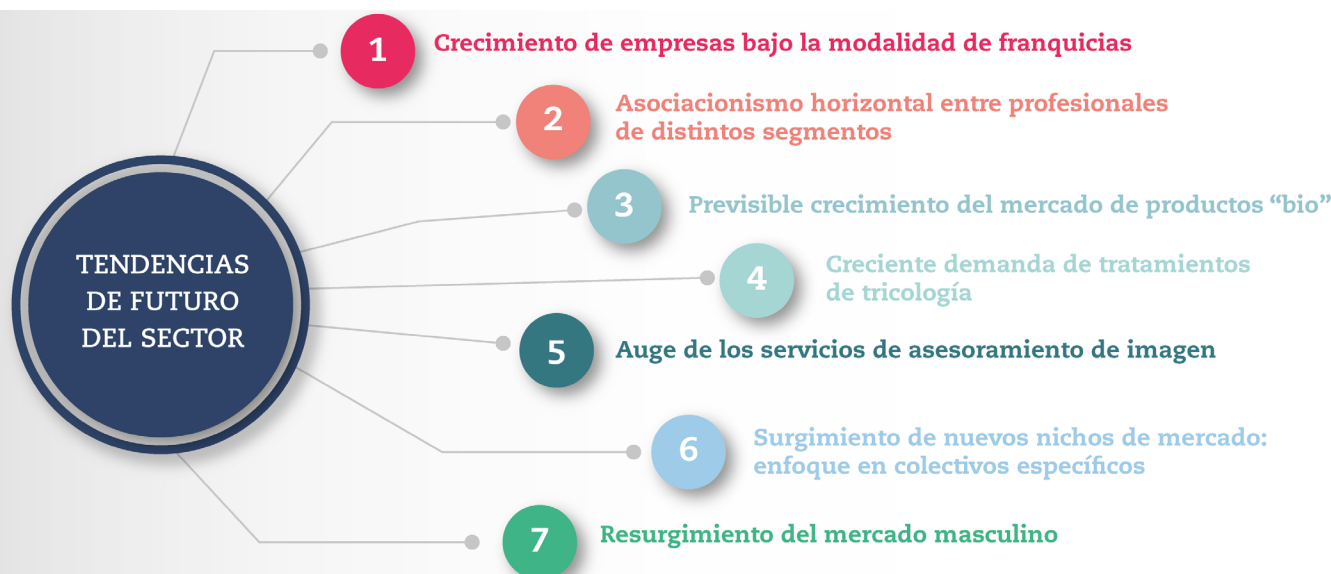 TENDENCIAS
DE FUTURO
DEL SECTOR
1
Crecimiento de empresas bajo la modalidad de franquicias
2
Asociacionismo horizontal entre profesionales
de distintos segmentos
3
Previsible crecimiento del mercado de productos “bio”
4
Creciente demanda de tratamientos
de tricología
5
Auge de los servicios de asesoramiento de imagen
6
Surgimiento de nuevos nichos de mercado:
enfoque en colectivos específicos
7
Resurgimiento del mercado masculino